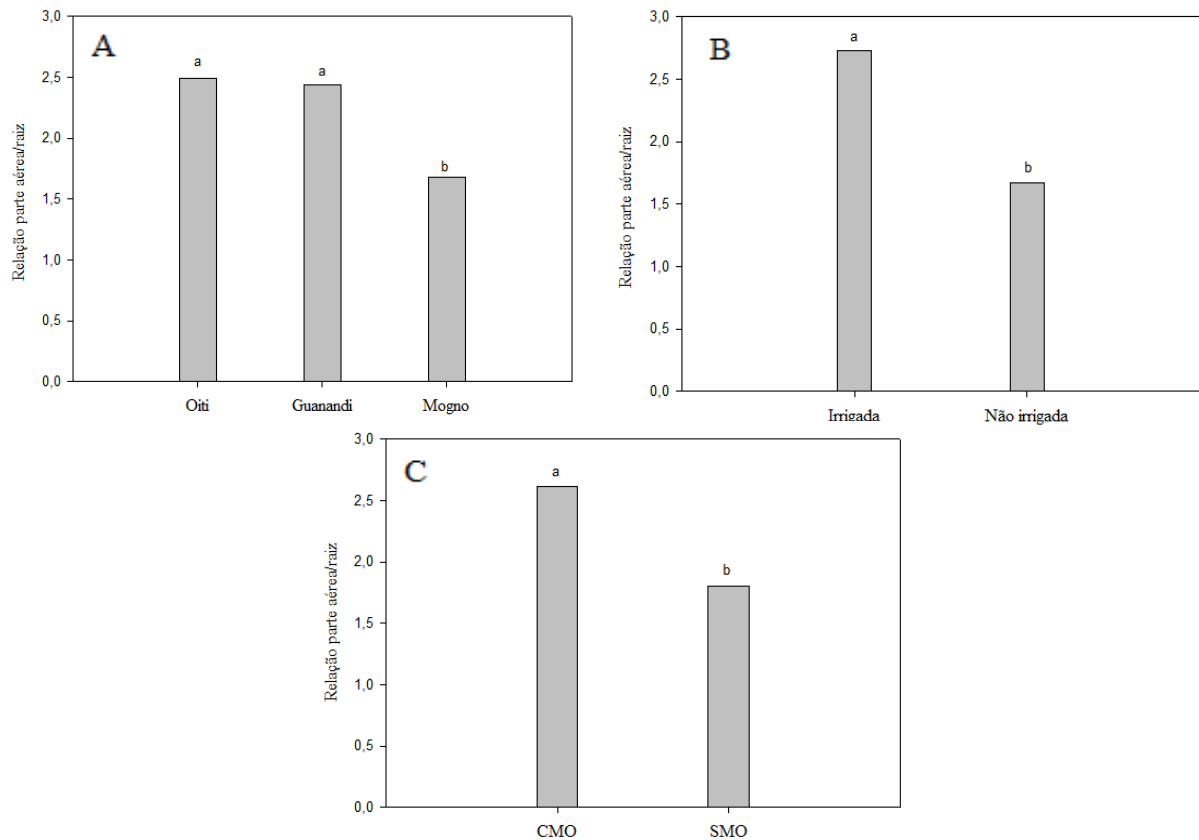 A
Relação parte aérea/raiz
3,0
2,5
2,0
1,5
1,0
0,5
0,0
a
a
b
Oiti
Guanandi
Mogno
B
Relação parte aérea/raiz
3,0
2,5
2,0
1,5
1,0
0,5
0,0
a
b
Irrigada
Não irrigada
C
Relação parte aérea/raiz
3,0
2,5
2,0
1,5
1,0
0,5
0,0
a
b
CMO
SMO